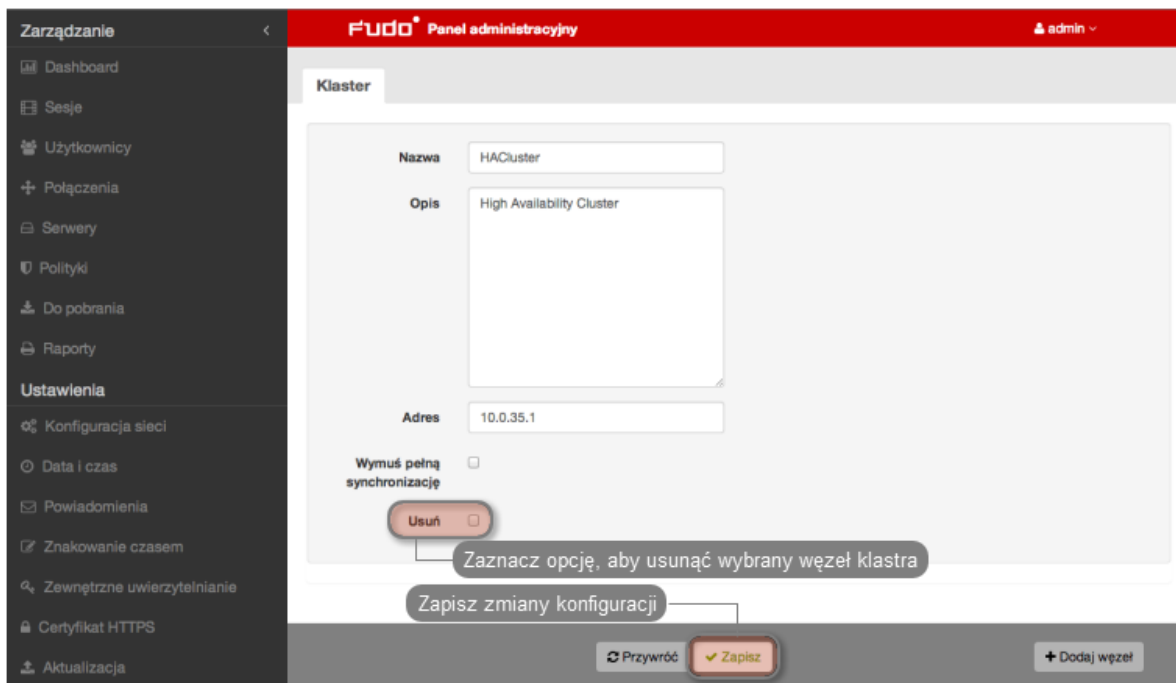 Zarządzanie
FUDO Panel administracyjny
admin
Dashboard
Sesje
Użytkownicy
Połączenia
Serwery
Polityki
Do pobrania
Raporty
Ustawienia
Konfiguracja sieci
Data i czas
Powiadomienia
Znakowanie czasem
Zewnętrzne uwierzytelnianie
Certyfikat HTTPS
Aktualizacja
Klaster
Nazwa HACluster
Opis High Availability Cluster
Adres 10.0.35.1
Wymuś pełną
synchronizację
Usuń
Zaznacz opcję, aby usunąć wybrany węzeł klastra
Zapisz zmiany konfiguracji
Przywróć Zapisz Dodaj węzeł